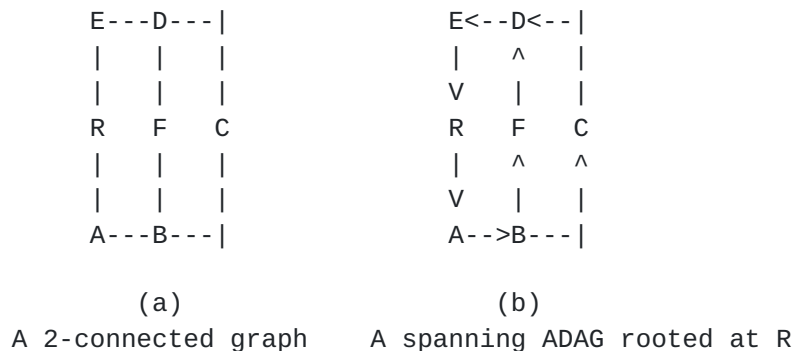 E---D---|           E<--D<--|
|   |   |           |   ^   |
|   |   |           V   |   |
R   F   C           R   F   C
|   |   |           |   ^   ^
|   |   |           V   |   |
A---B---|           A-->B---|
(a)                    (b)
A 2-connected graph    A spanning ADAG rooted at R